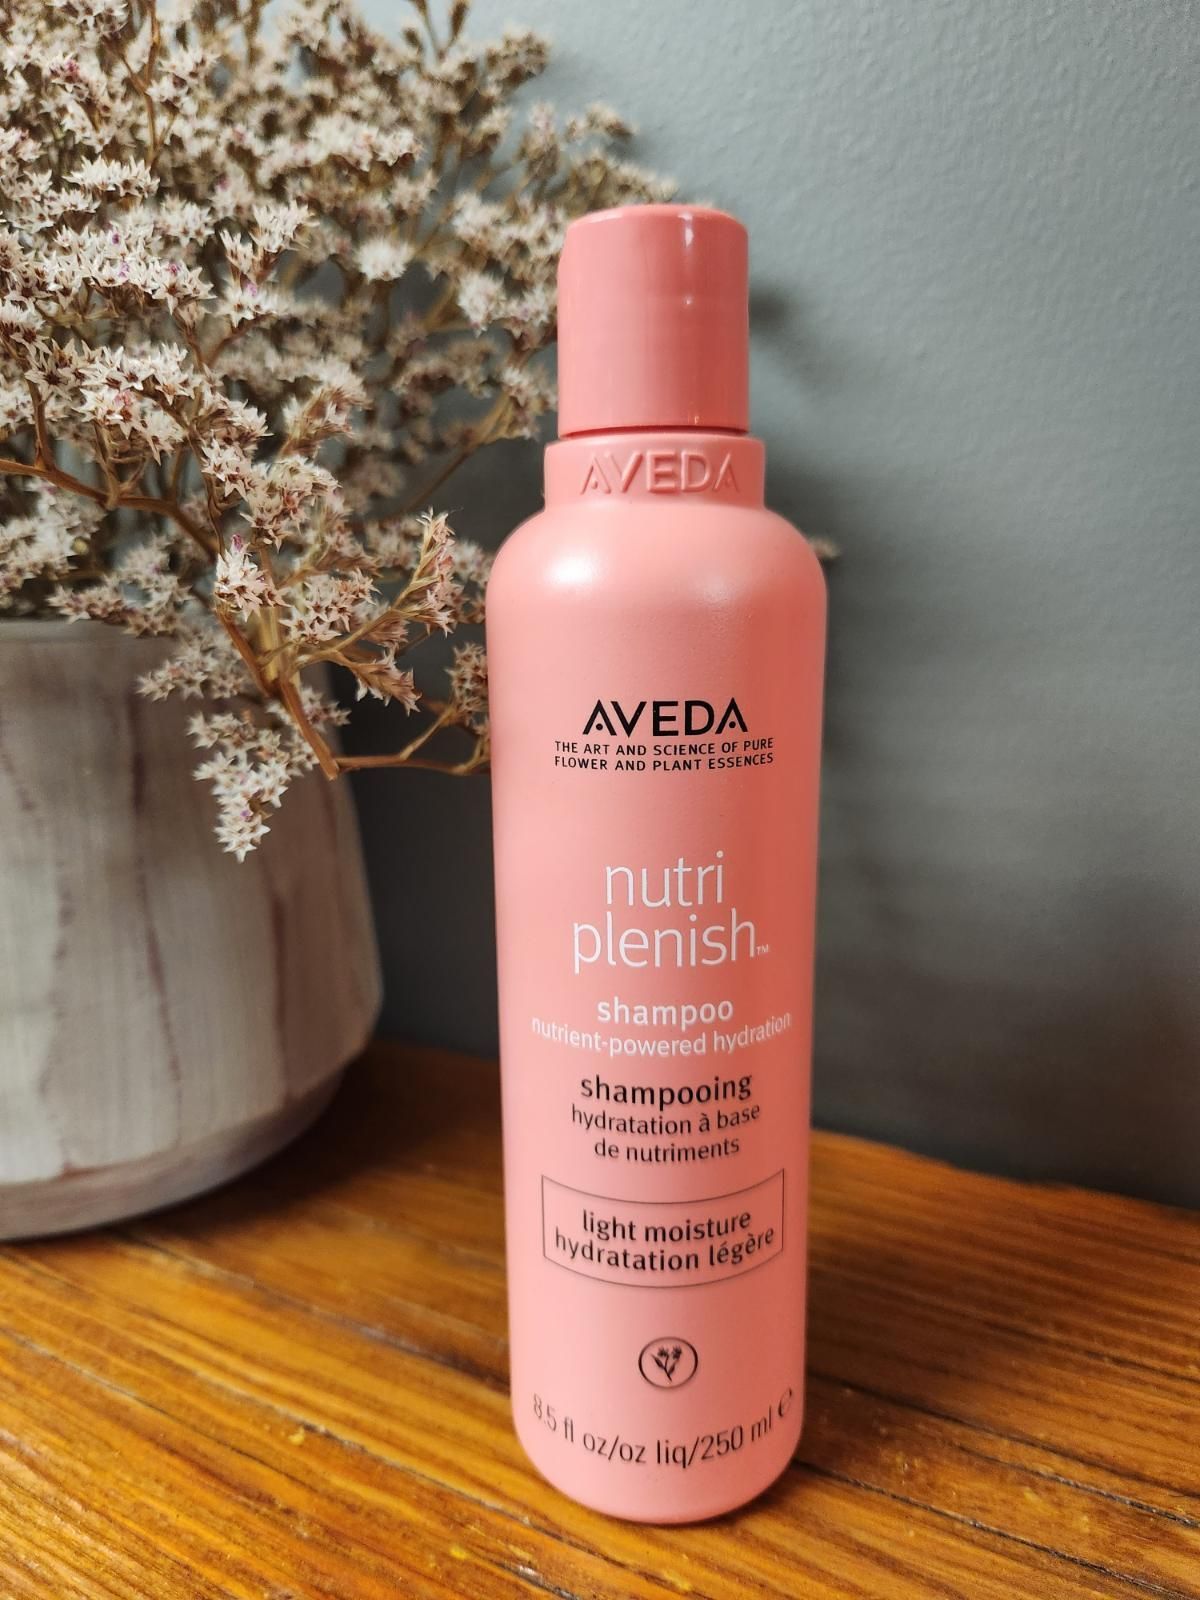 AVEDA
AVEDA
THE ART AND SCIENCE OF PURE
FLOWER AND PLANT ESSENCES
nutri
plenish™
shampoo
nutrient-powered hydration
shampooing
hydratation à base
de nutriments
light moisture
hydratation légère
8.5 fl oz/oz liq/250 ml ℮